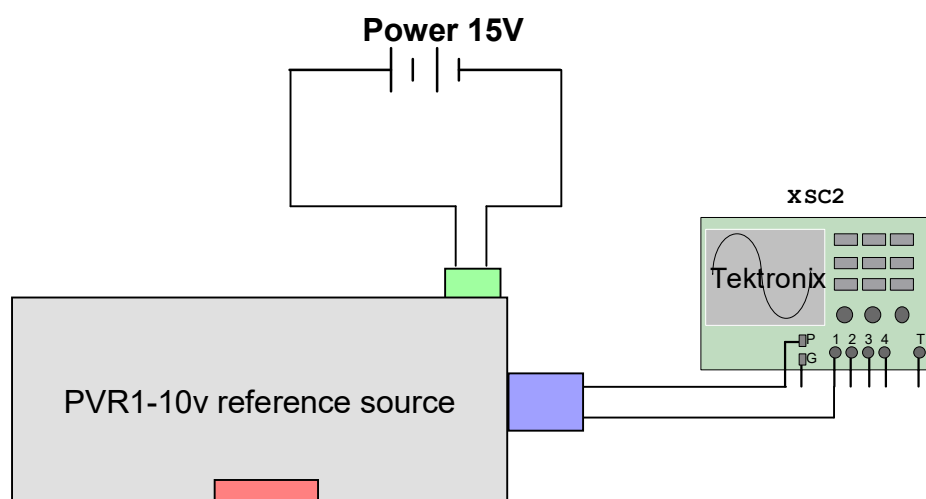 Power 15V
XSC2
Tektronix
P
1 2 3 4 T
G
PVR1-10v reference source